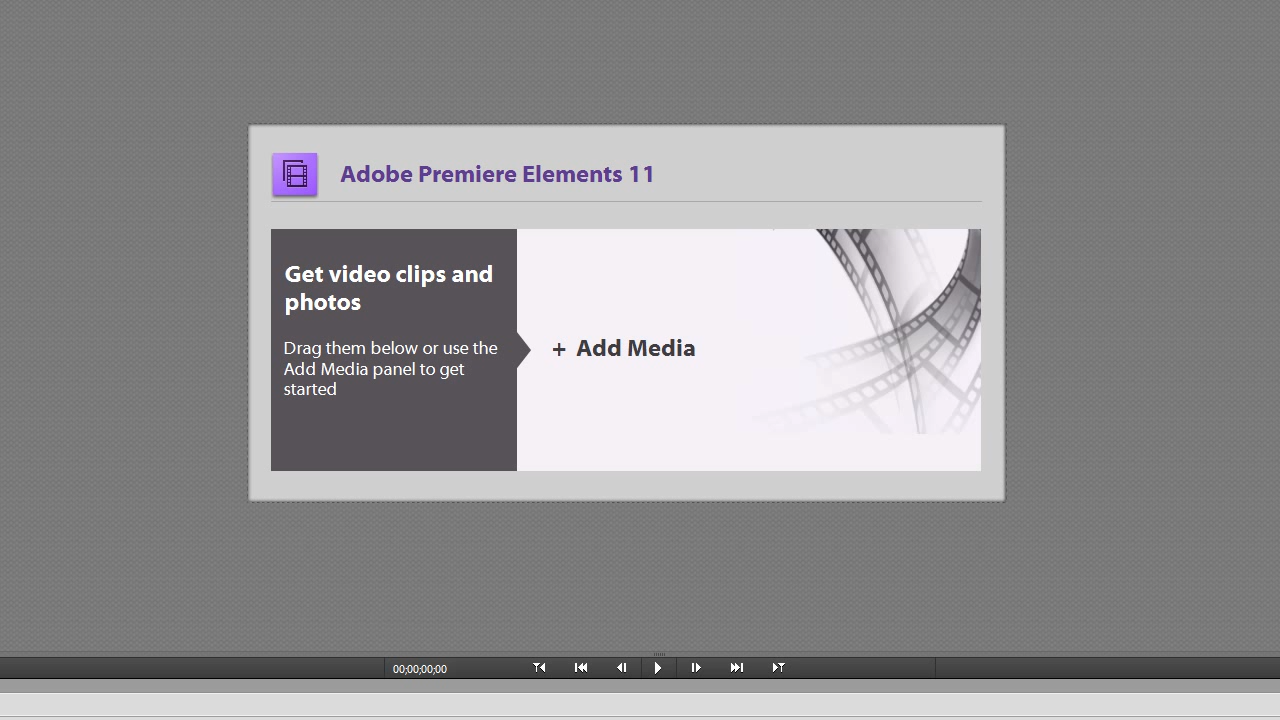 Adobe Premiere Elements 11
Get video clips and
photos
Drag them below or use the
Add Media panel to get
started
+ Add Media
00;00;00;00